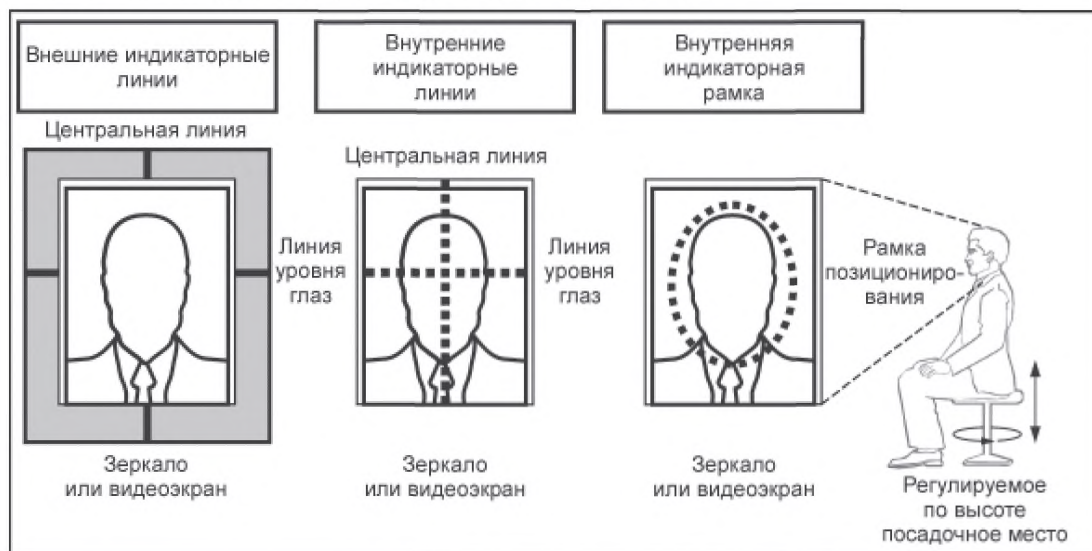 Внешние индикаторные
линии
Внутренние
индикаторные
линии
Внутренняя
индикаторная
рамка
Центральная линия
Центральная линия
Линия
уровня
глаз
Линия
уровня
глаз
Рамка
позициониро-
вания
Зеркало
или видеоэкран
Зеркало
или видеоэкран
Зеркало
или видеоэкран
Регулируемое
по высоте
посадочное место